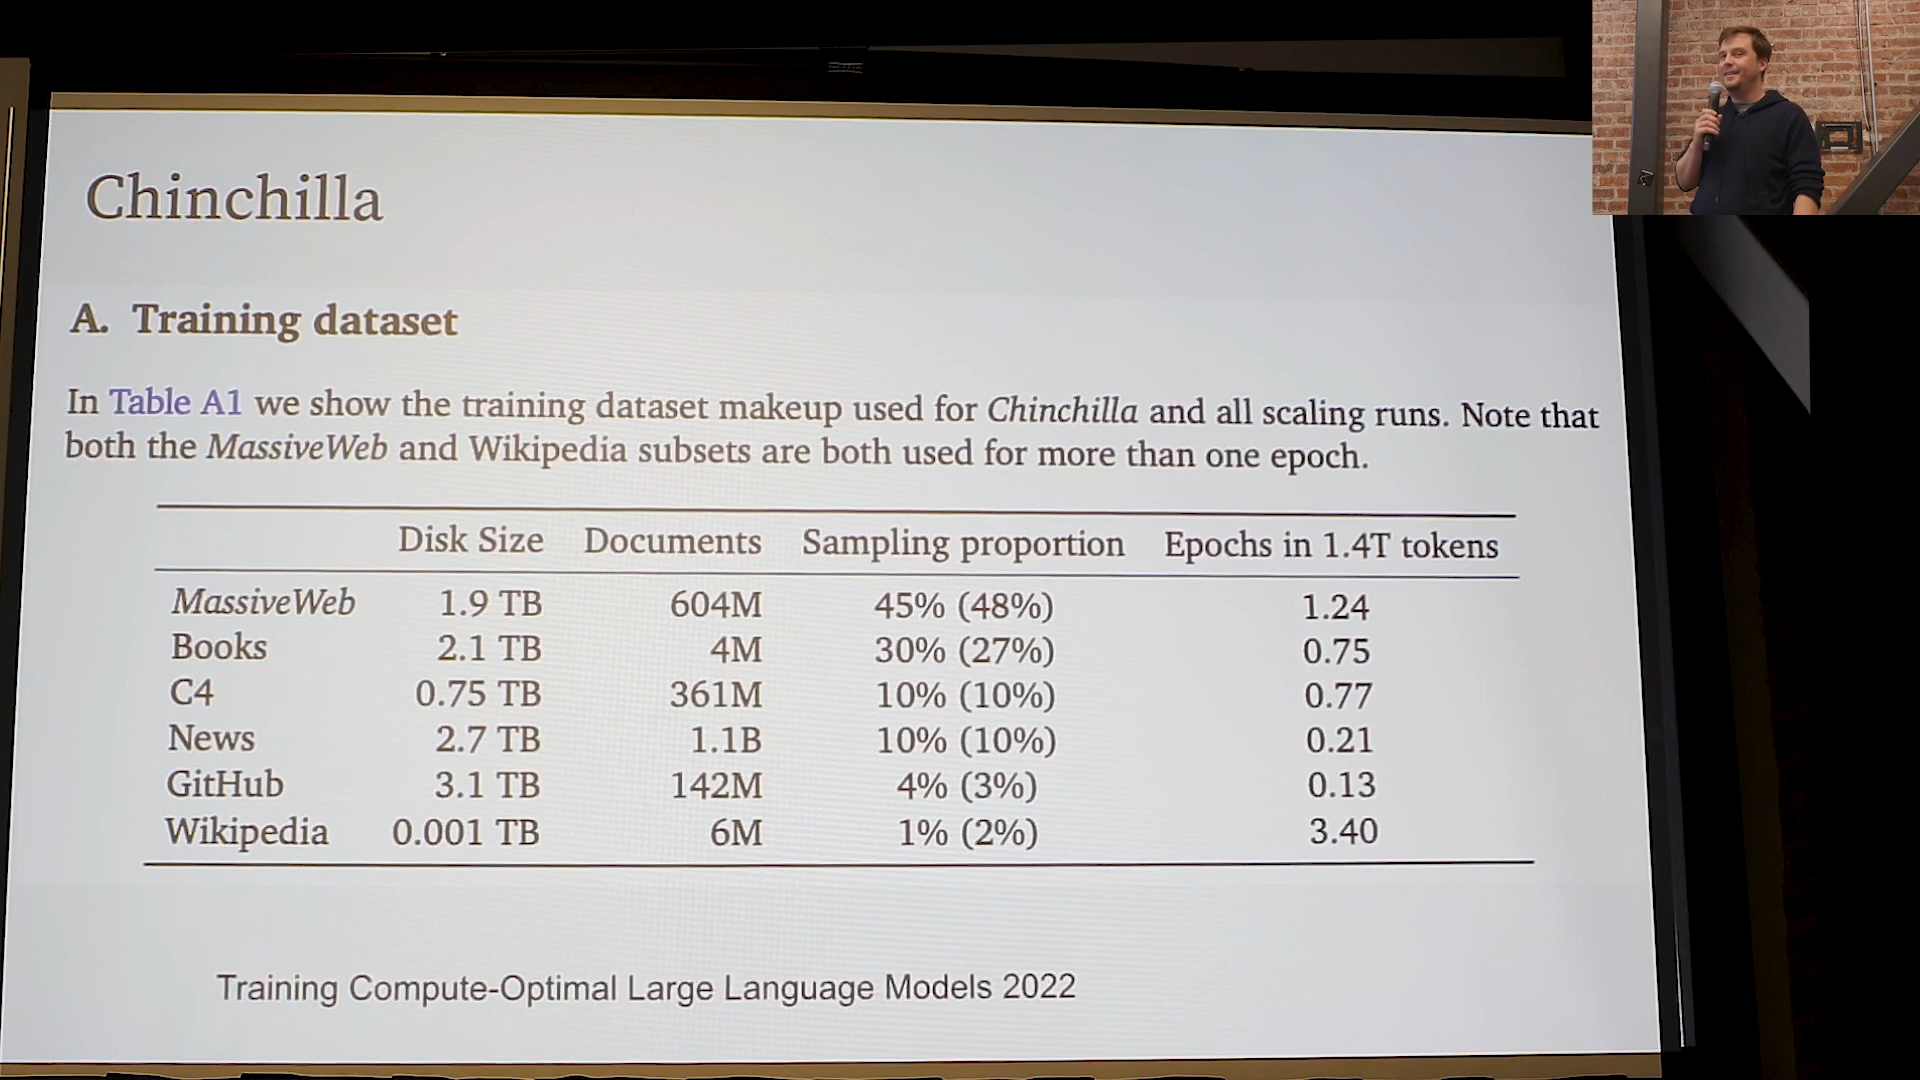 Chinchilla
A. Training dataset
In Table A1 we show the training dataset makeup used for Chinchilla and all scaling runs. Note that
both the MassiveWeb and Wikipedia subsets are both used for more than one epoch.
Disk Size Documents Sampling proportion Epochs in 1.4T tokens
MassiveWeb 1.9 TB 604M 45% (48%) 1.24
Books 2.1 TB 4M 30% (27%) 0.75
C4 0.75 TB 361M 10% (10%) 0.77
News 2.7 TB 1.1B 10% (10%) 0.21
GitHub 3.1 TB 142M 4% (3%) 0.13
Wikipedia 0.001 TB 6M 1% (2%) 3.40
Training Compute-Optimal Large Language Models 2022